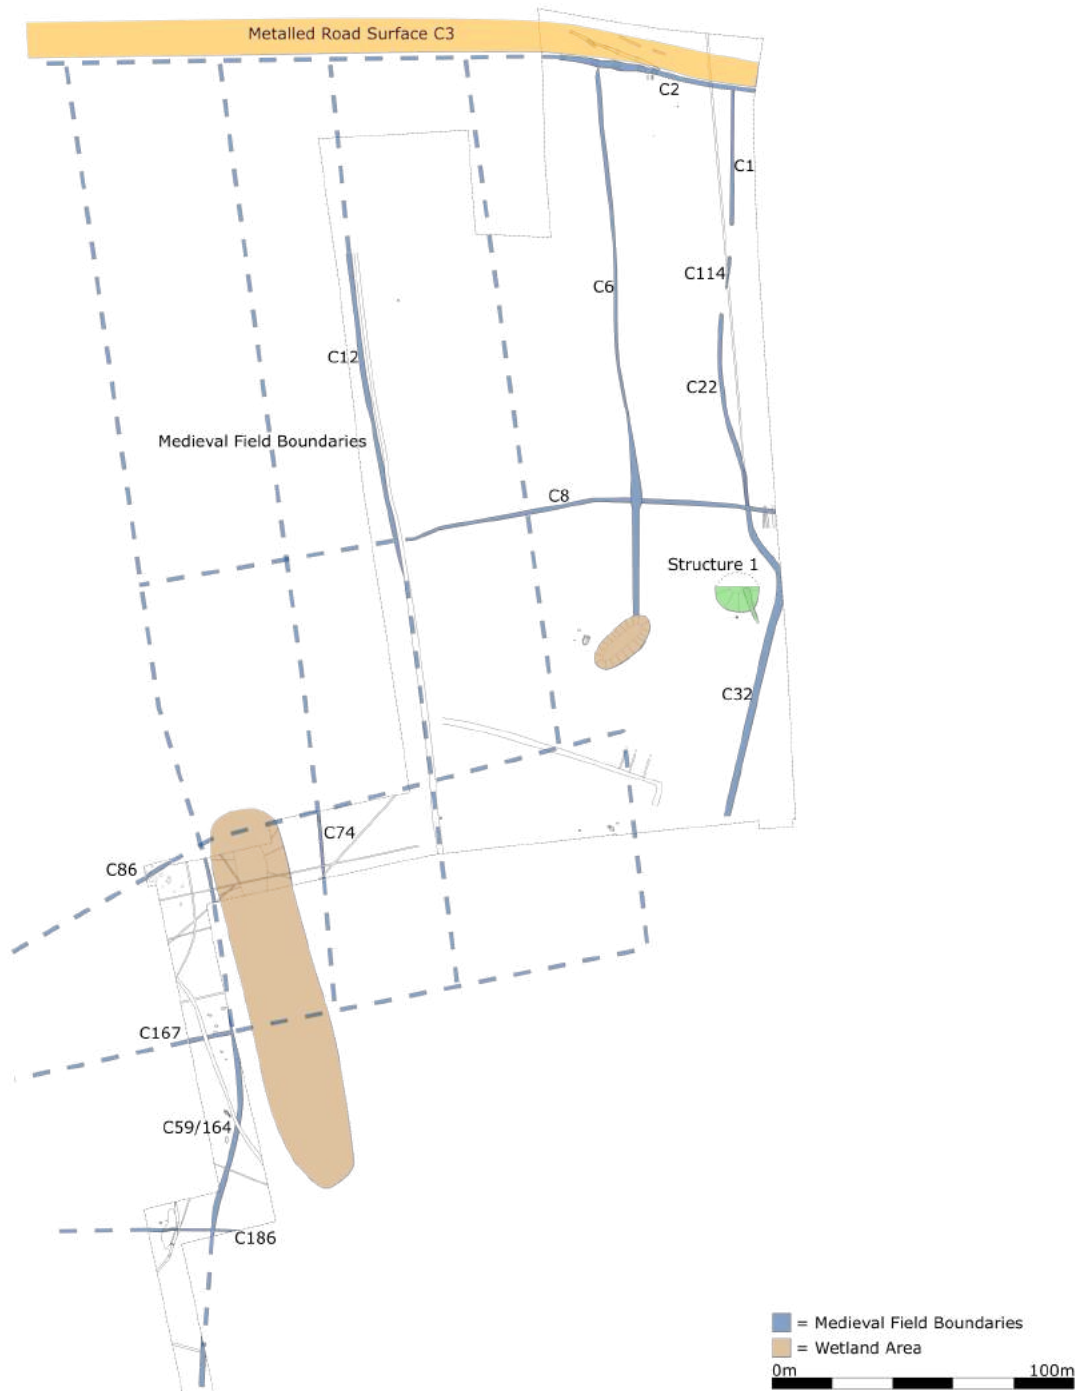 Metalled Road Surface C3
C2
C1
C114
C6
C12
C22
Medieval Field Boundaries
C8
Structure 1
C32
C74
C86
C167
C59/164
C186
= Medieval Field Boundaries
= Wetland Area
0m 100m